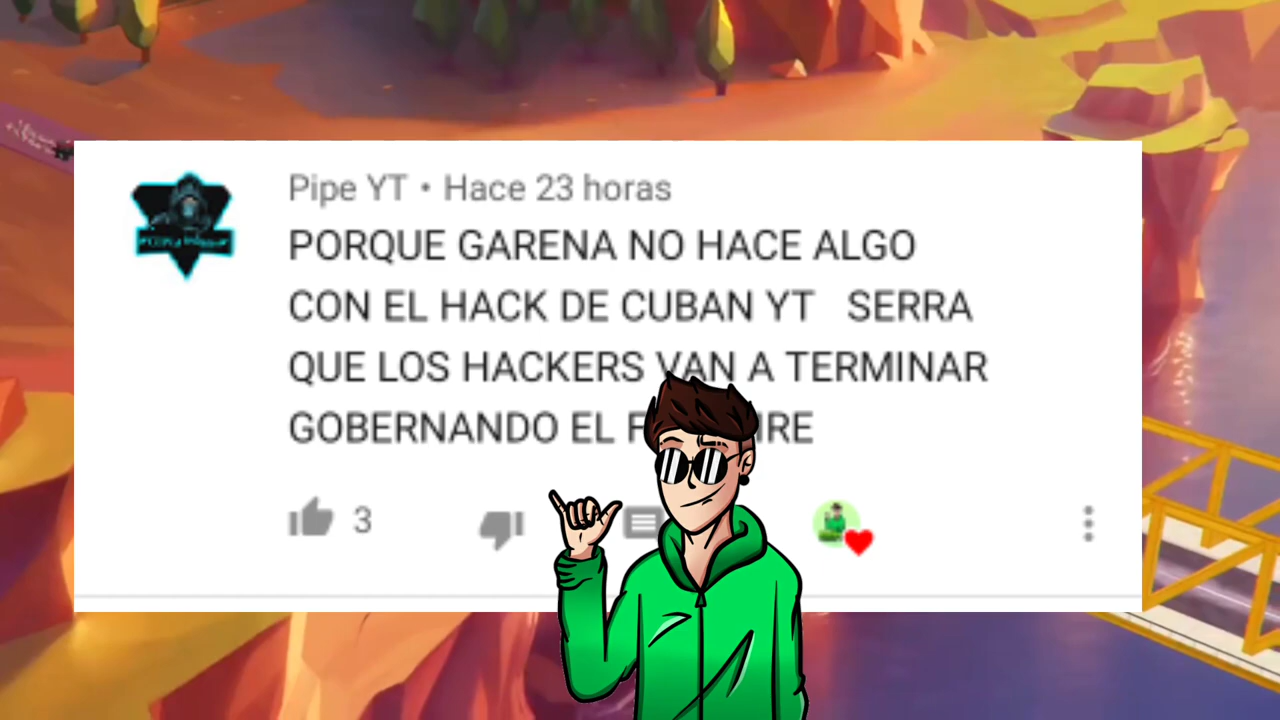 Pipe YT • Hace 23 horas
PORQUE GARENA NO HACE ALGO
CON EL HACK DE CUBAN YT SERRA
QUE LOS HACKERS VAN A TERMINAR
GOBERNANDO EL
3